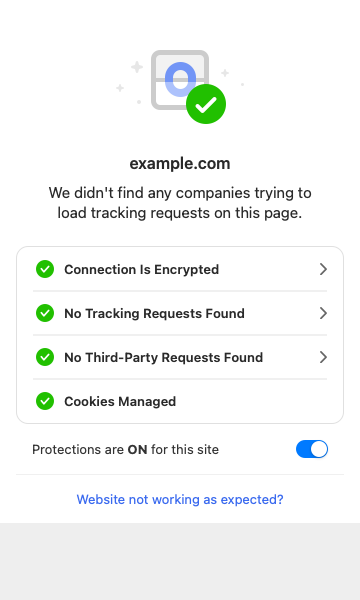 example.com
We didn't find any companies trying to
load tracking requests on this page.
Connection Is Encrypted
No Tracking Requests Found
No Third-Party Requests Found
Cookies Managed
Protections are ON for this site
Website not working as expected?